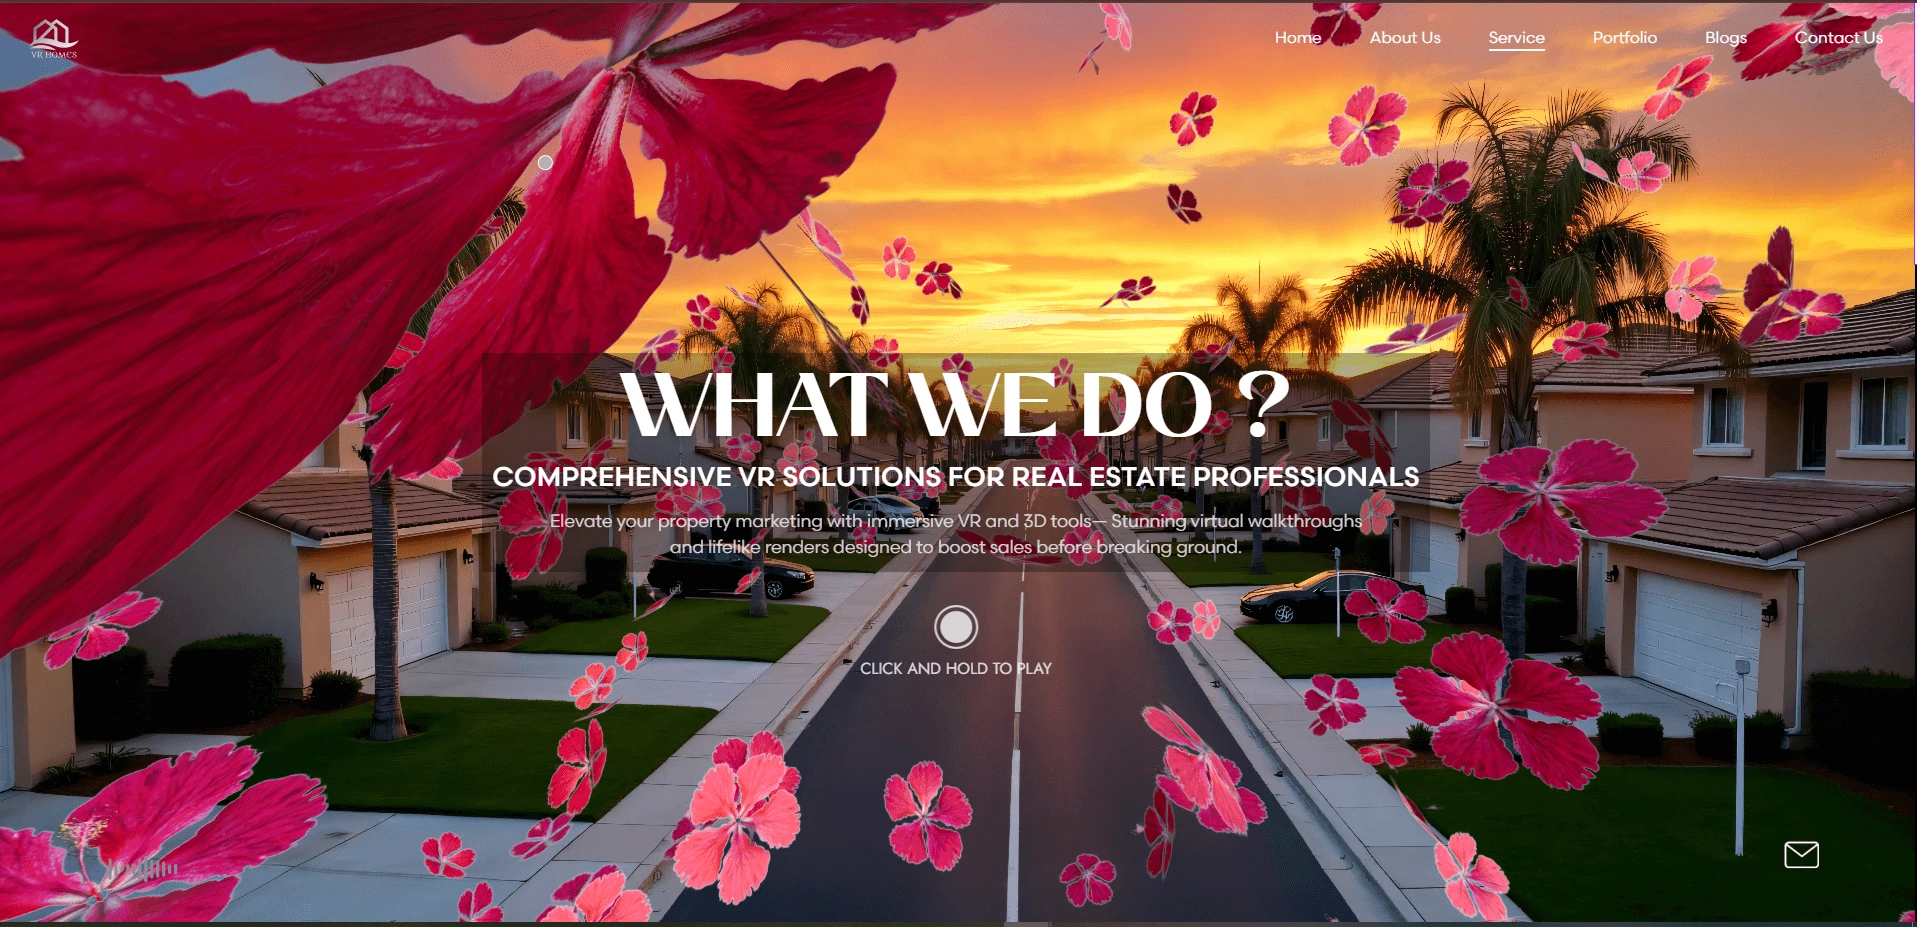 VR HOMES
Home About Us Service Portfolio Blogs Contact Us
WHAT WE DO ?
COMPREHENSIVE VR SOLUTIONS FOR REAL ESTATE PROFESSIONALS
Elevate your property marketing with immersive VR and 3D tools— Stunning virtual walkthroughs
and lifelike renders designed to boost sales before breaking ground.
CLICK AND HOLD TO PLAY